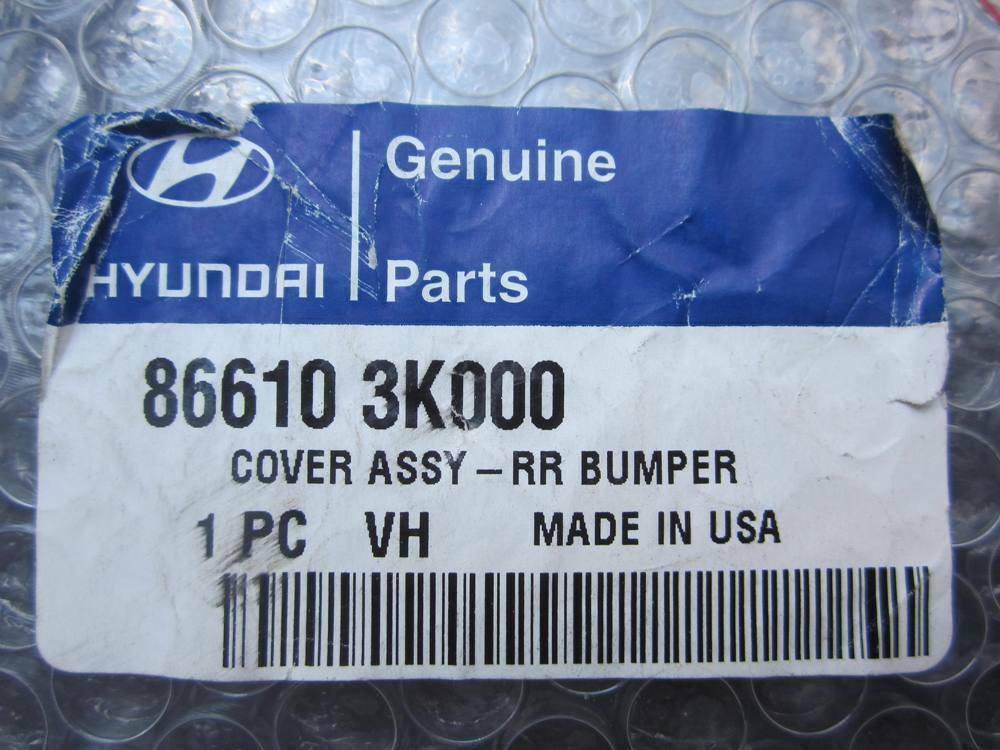 Genuine
HYUNDAI Parts
86610 3K000
COVER ASSY - RR BUMPER
1 PC VH MADE IN USA